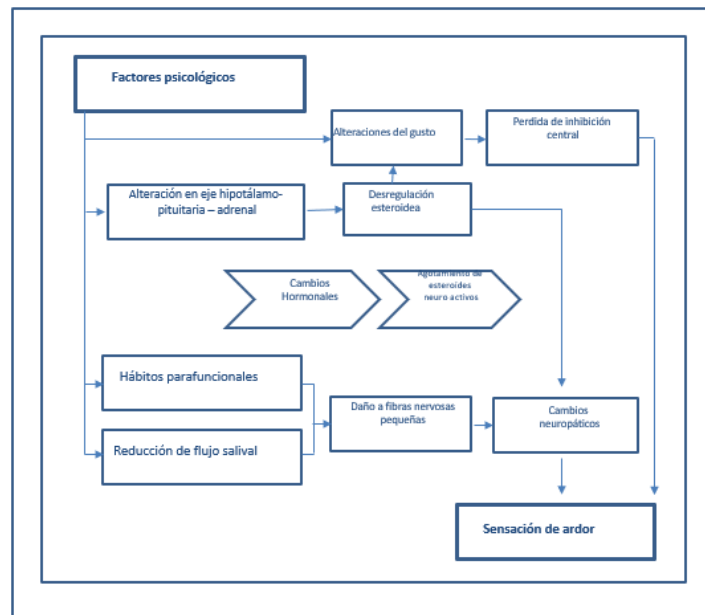 Factores psicológicos
Alteraciones del gusto
Perdida de inhibición
central
Alteración en eje hipotálamo-
pituitaria – adrenal
Desregulación
esteroidea
Cambios
Hormonales
Agotamiento de
esteroides
neuro activos
Hábitos parafuncionales
Reducción de flujo salival
Daño a fibras nervosas
pequeñas
Cambios
neuropáticos
Sensación de ardor